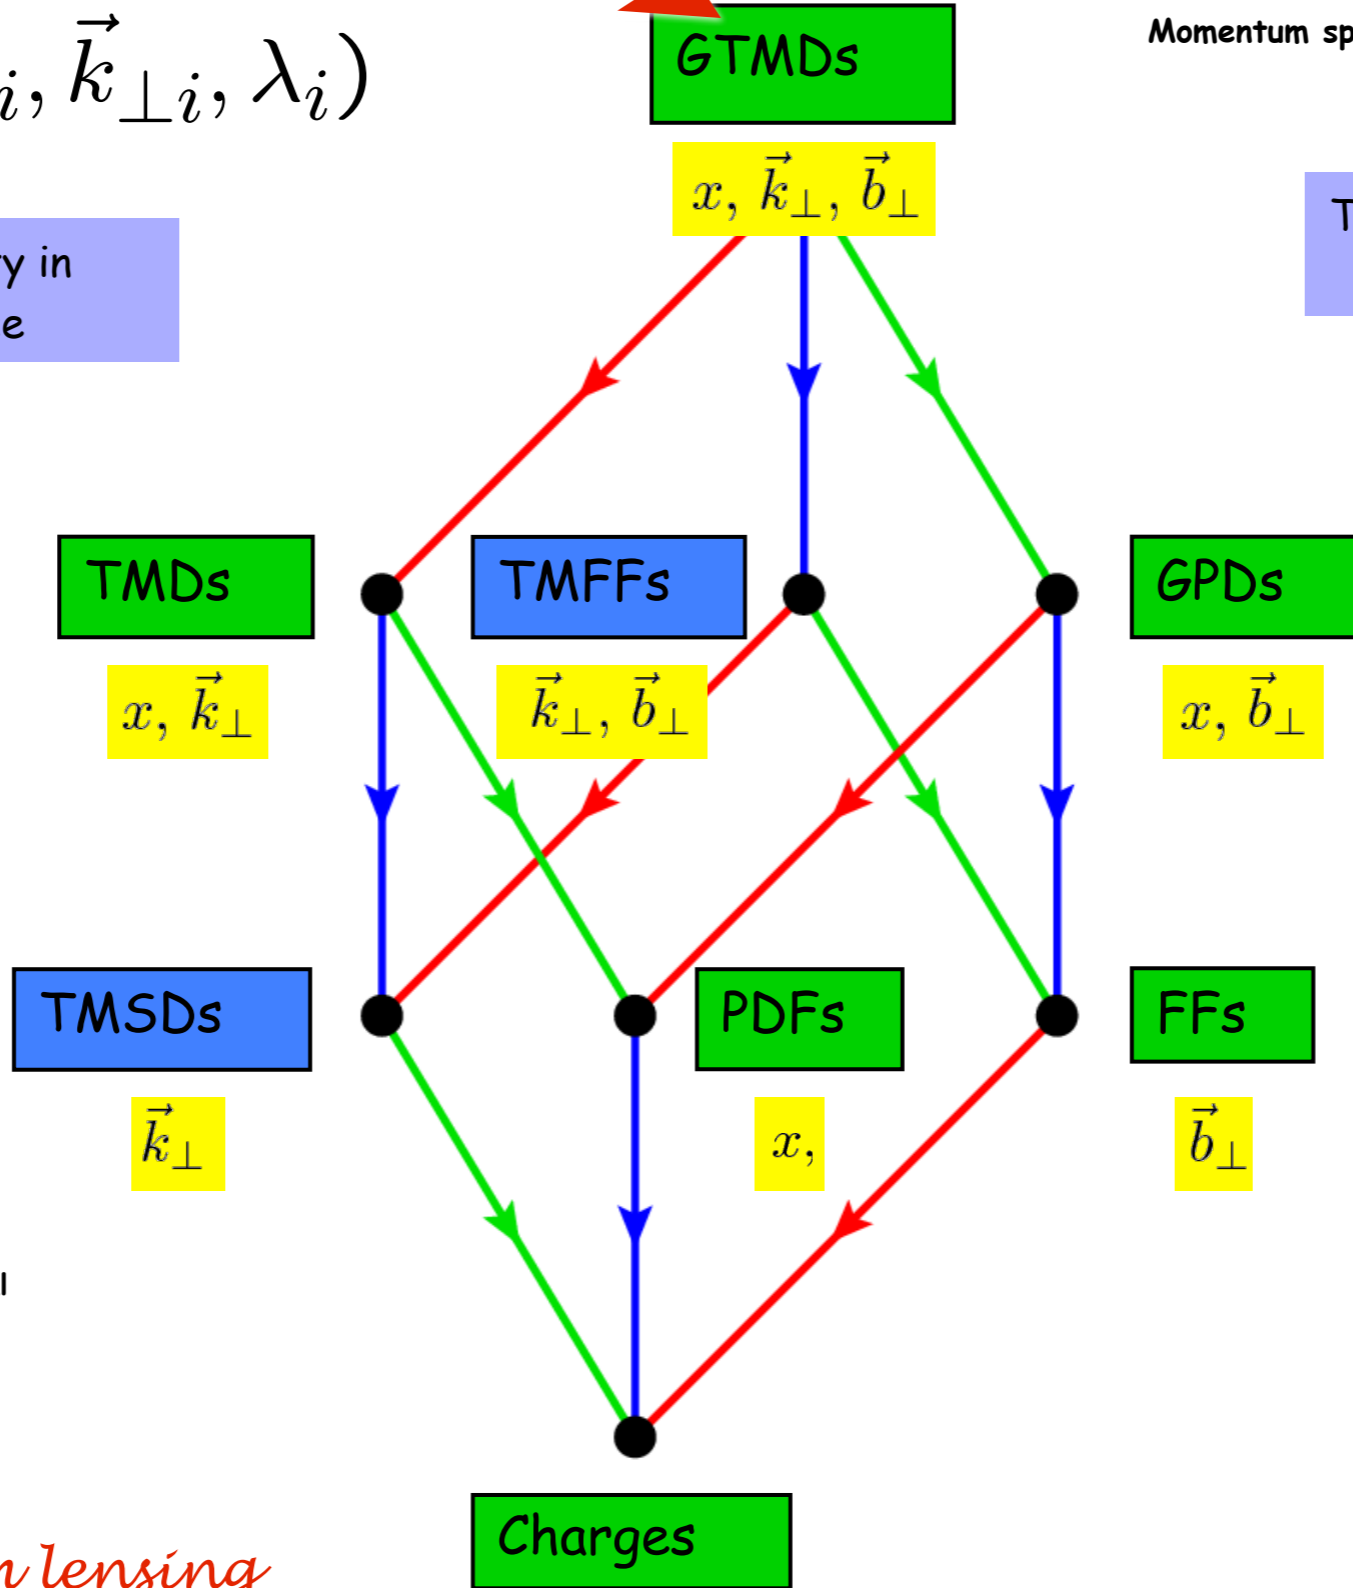 i, k⃗⊥i, λi)
GTMDs
Momentum sp
x, k⃗⊥, b⃗⊥
y in
e
T
TMDs
TMFFs
GPDs
x, k⃗⊥
k⃗⊥, b⃗⊥
x, b⃗⊥
TMSDs
PDFs
FFs
k⃗⊥
x,
b⃗⊥
l
Charges
lensing